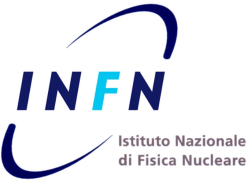 INFN
Istituto Nazionale
di Fisica Nucleare